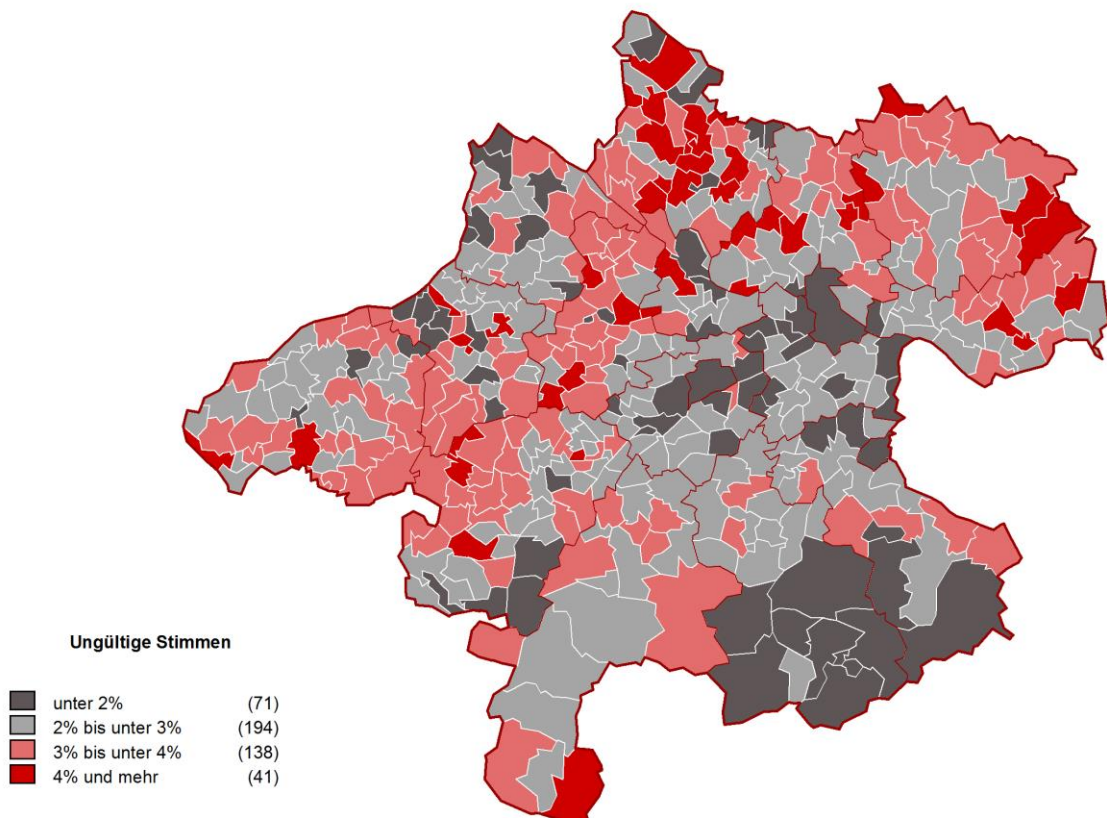 Ungültige Stimmen
unter 2% (71)
2% bis unter 3% (194)
3% bis unter 4% (138)
4% und mehr (41)